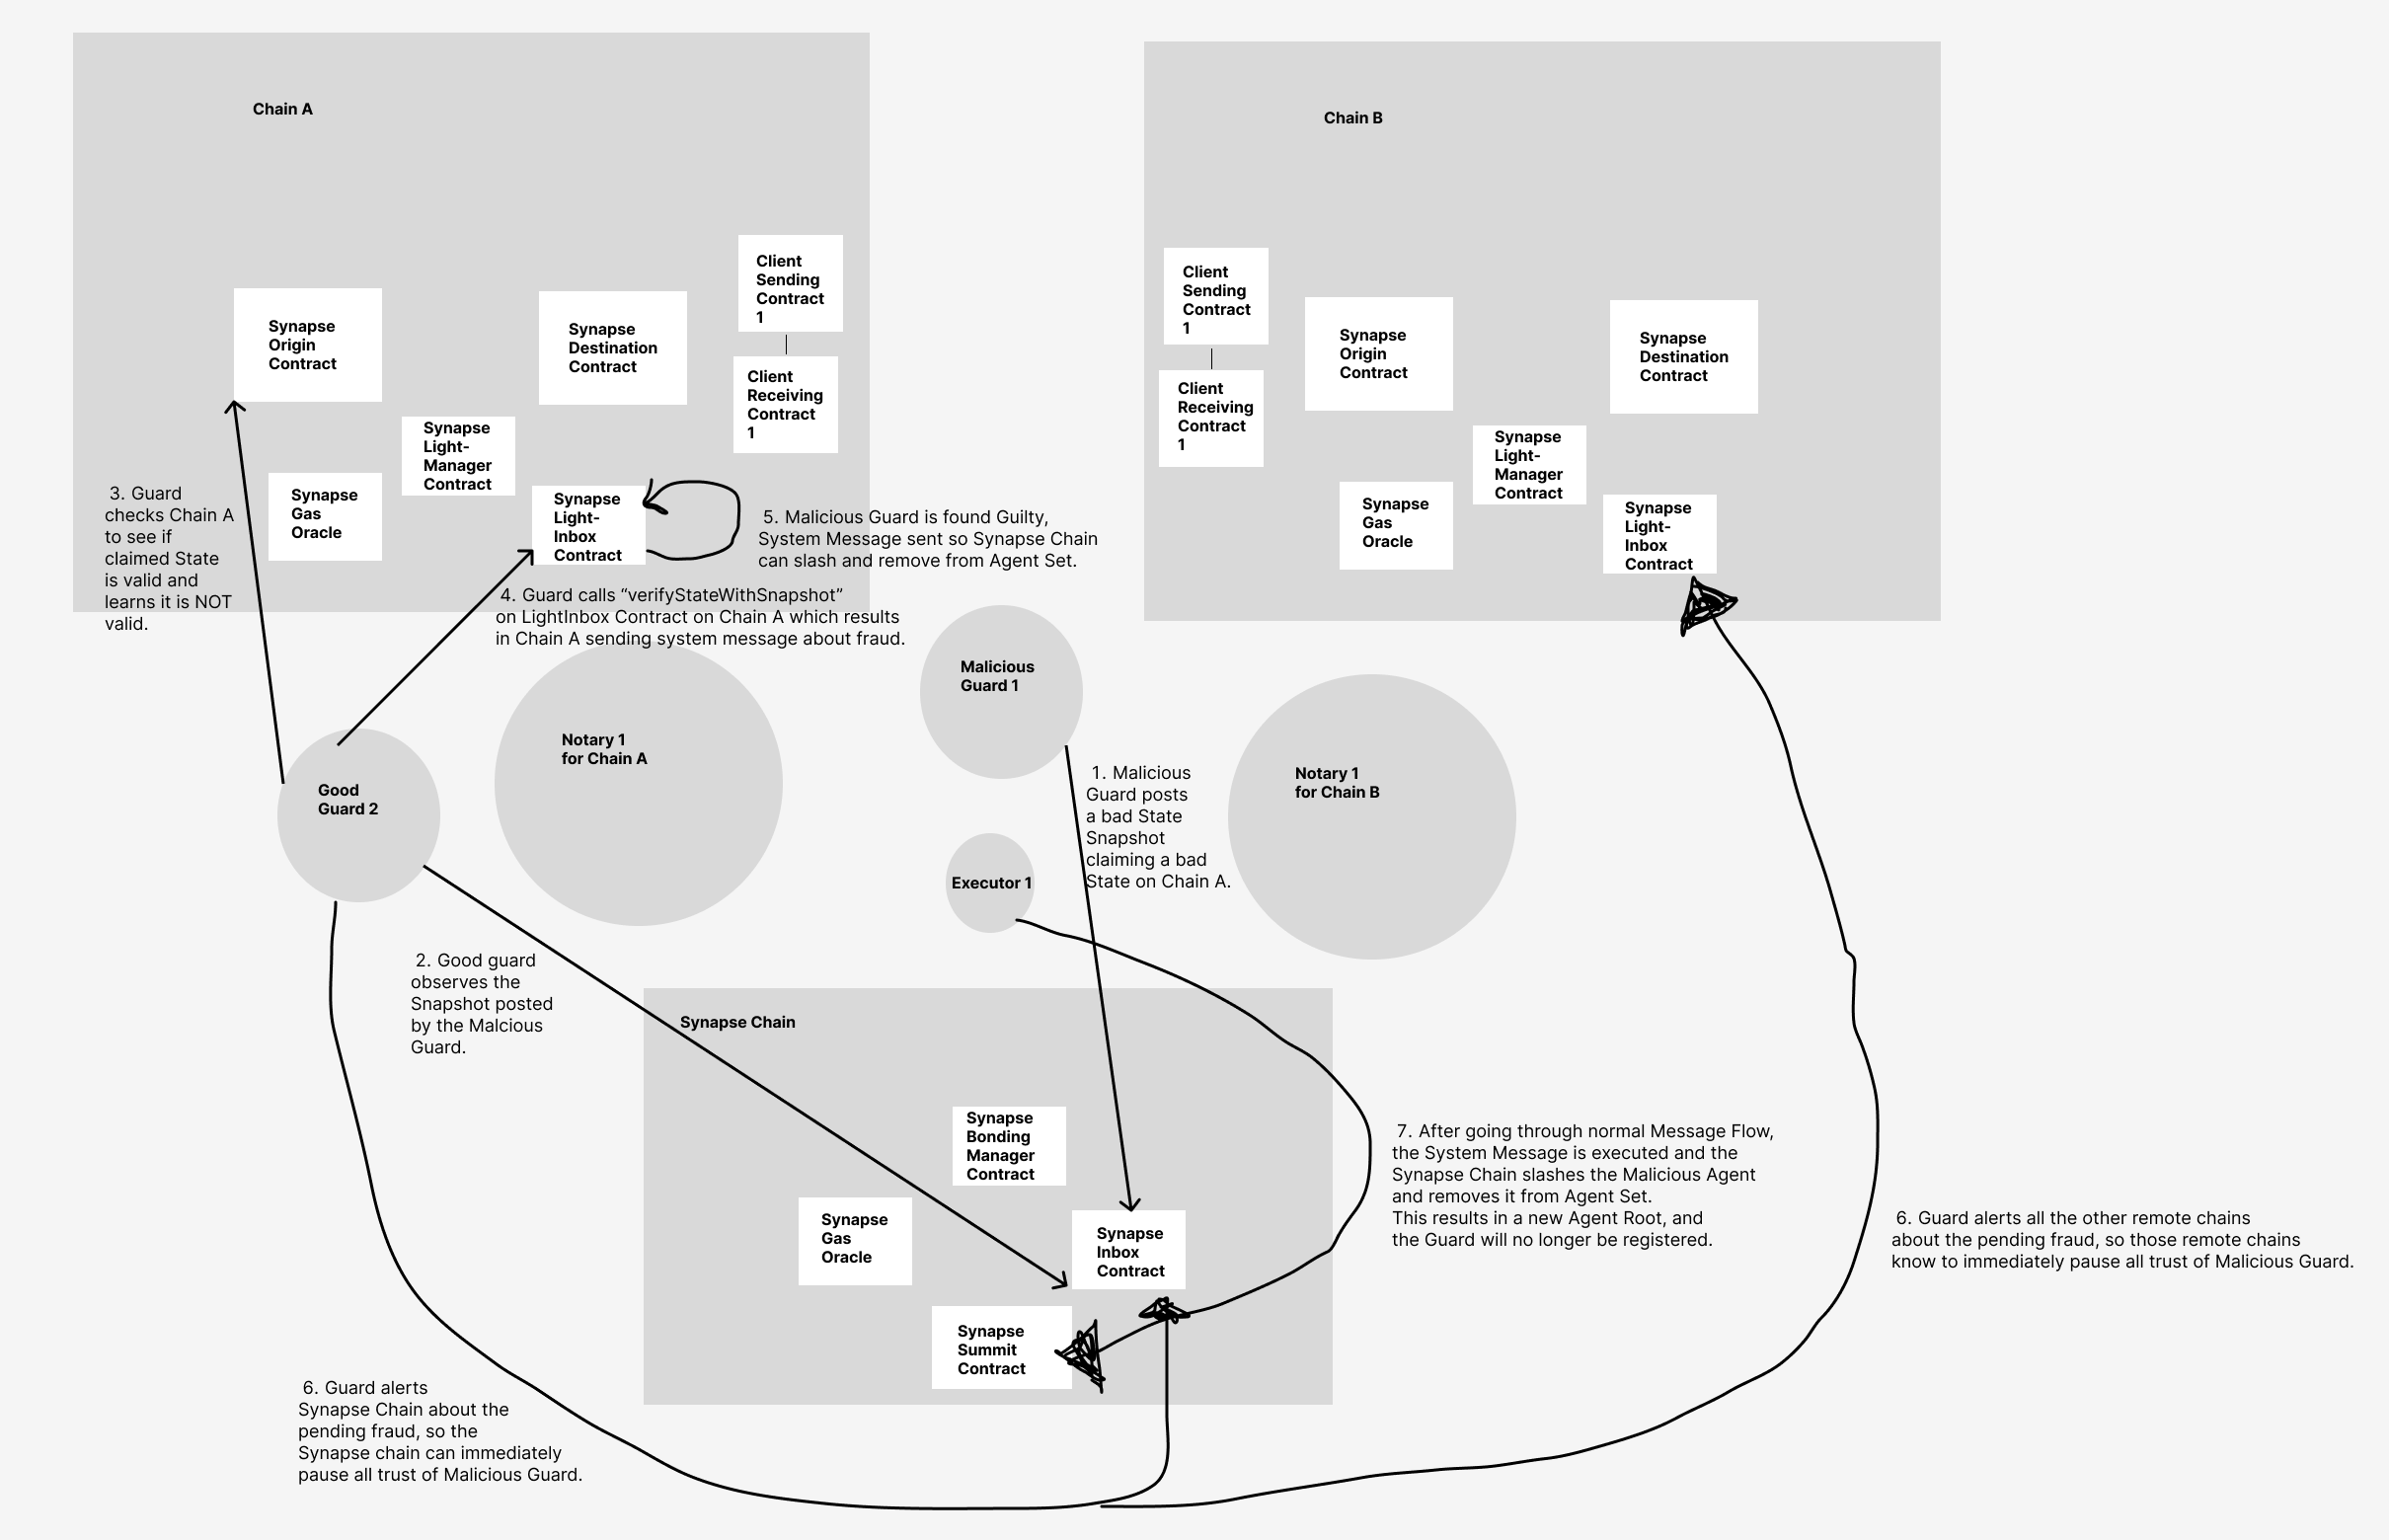 Chain A
Chain B
Client
Sending
Contract
1
Client
Sending
Contract
1
Synapse
Origin
Contract
Synapse
Destination
Contract
Synapse
Origin
Contract
Synapse
Destination
Contract
Client
Receiving
Contract
1
Client
Receiving
Contract
1
Synapse
Light-
Manager
Contract
Synapse
Light-
Manager
Contract
3. Guard
checks Chain A
to see if
claimed State
is valid and
learns it is NOT
valid.
Synapse
Gas
Oracle
Synapse
Light-
Inbox
Contract
5. Malicious Guard is found Guilty,
System Message sent so Synapse Chain
can slash and remove from Agent Set.
Synapse
Gas
Oracle
Synapse
Light-
Inbox
Contract
4. Guard calls “verifyStateWithSnapshot”
on LightInbox Contract on Chain A which results
in Chain A sending system message about fraud.
Malicious
Guard 1
Notary 1
for Chain A
Notary 1
for Chain B
Good
Guard 2
1. Malicious
Guard posts
a bad State
Snapshot
claiming a bad
State on Chain A.
Executor 1
2. Good guard
observes the
Snapshot posted
by the Malcious
Guard.
Synapse Chain
Synapse
Bonding
Manager
Contract
Synapse
Gas
Oracle
Synapse
Inbox
Contract
Synapse
Summit
Contract
7. After going through normal Message Flow,
the System Message is executed and the
Synapse Chain slashes the Malicious Agent
and removes it from Agent Set.
This results in a new Agent Root, and
the Guard will no longer be registered.
6. Guard alerts all the other remote chains
about the pending fraud, so those remote chains
know to immediately pause all trust of Malicious Guard.
6. Guard alerts
Synapse Chain about the
pending fraud, so the
Synapse chain can immediately
pause all trust of Malicious Guard.